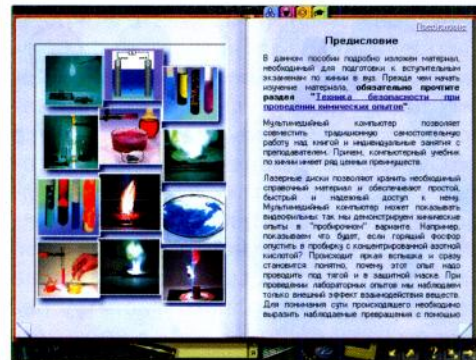 Предисловие
Предисловие
В данном пособии подробно изложен материал,
необходимый для подготовки к вступительным
экзаменам по химии в вуз. Прежде чем начать
изучение материала, обязательно прочтите
раздел "Техника безопасности при
проведении химических опытов".
Мультимедийный компьютер позволяет
совместить традиционную самостоятельную
работу над книгой и индивидуальные занятия с
преподавателем. Причем, компьютерный учебник
по химии имеет ряд ценных преимуществ.
Лазерные диски позволяют хранить необходимый
справочный материал и обеспечивают простой,
быстрый и надежный доступ к нему.
Мультимедийный компьютер может показывать
видеофильмы: так мы демонстрируем химические
опыты в "пробирочном" варианте. Например,
показываем что будет, если горящий фосфор
опустить в пробирку с концентрированной азотной
кислотой? Происходит яркая вспышка и сразу
становится понятно, почему этот опыт надо
проводить под тягой и в защитной маске. При
проведении лабораторных опытов мы наблюдаем
только внешний эффект взаимодействия веществ.
Для понимания сути происходящего необходимо
выразить наблюдаемые превращения с помощью